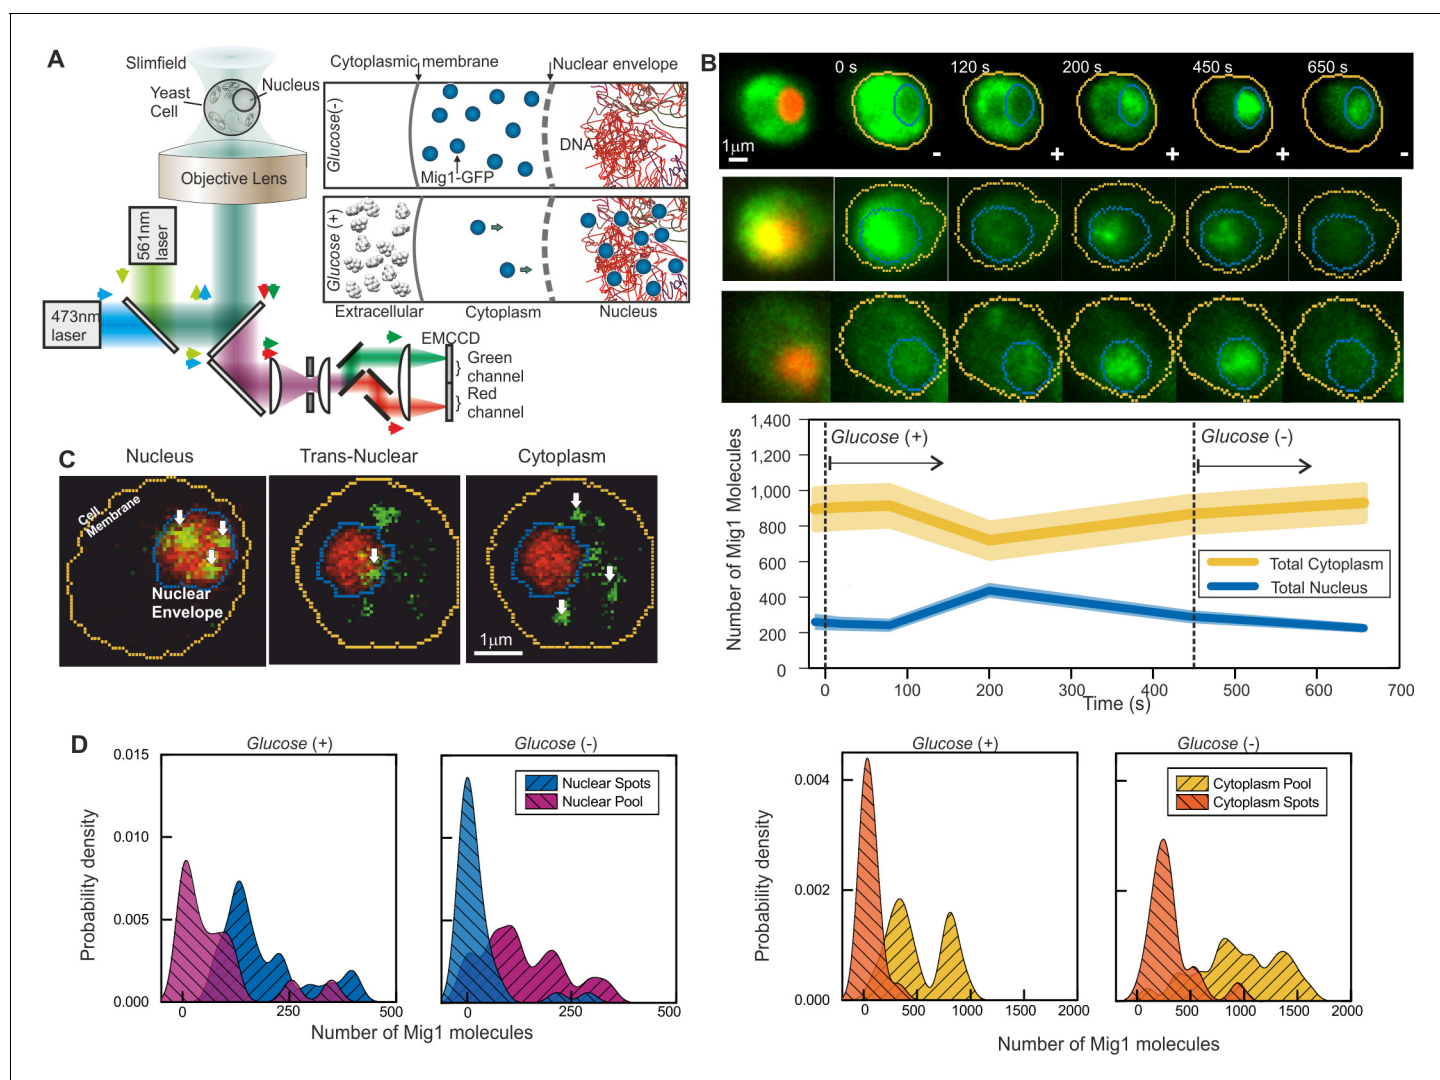 A
Slimfield
Yeast
Cell
Nucleus
Objective Lens
561nm
laser
473nm
laser
Cytoplasmic membrane
Nuclear envelope
Glucose(-)
DNA
Mig1-GFP
Glucose (+)
Extracellular
Cytoplasm
Nucleus
EMCCD
Green
channel
Red
channel
B
0 s
120 s
200 s
450 s
650 s
1μm
-
+
+
+
-
1,400
1,200
1,000
800
600
400
200
0
Number of Mig1 Molecules
Glucose (+)
Glucose (-)
Total Cytoplasm
Total Nucleus
0
100
200
300
400
500
600
700
Time (s)
C
Nucleus
Trans-Nuclear
Cytoplasm
Cell
Membrane
Nuclear
Envelope
1μm
D
Glucose (+)
Glucose (-)
0.015
0.010
0.005
0.000
Probability density
Nuclear Spots
Nuclear Pool
0
250
500
0
250
500
Number of Mig1 molecules
Glucose (+)
Glucose (-)
0.004
0.002
0.000
Probability density
Cytoplasm Pool
Cytoplasm Spots
0
500
1000
1500
2000
0
500
1000
1500
2000
Number of Mig1 molecules